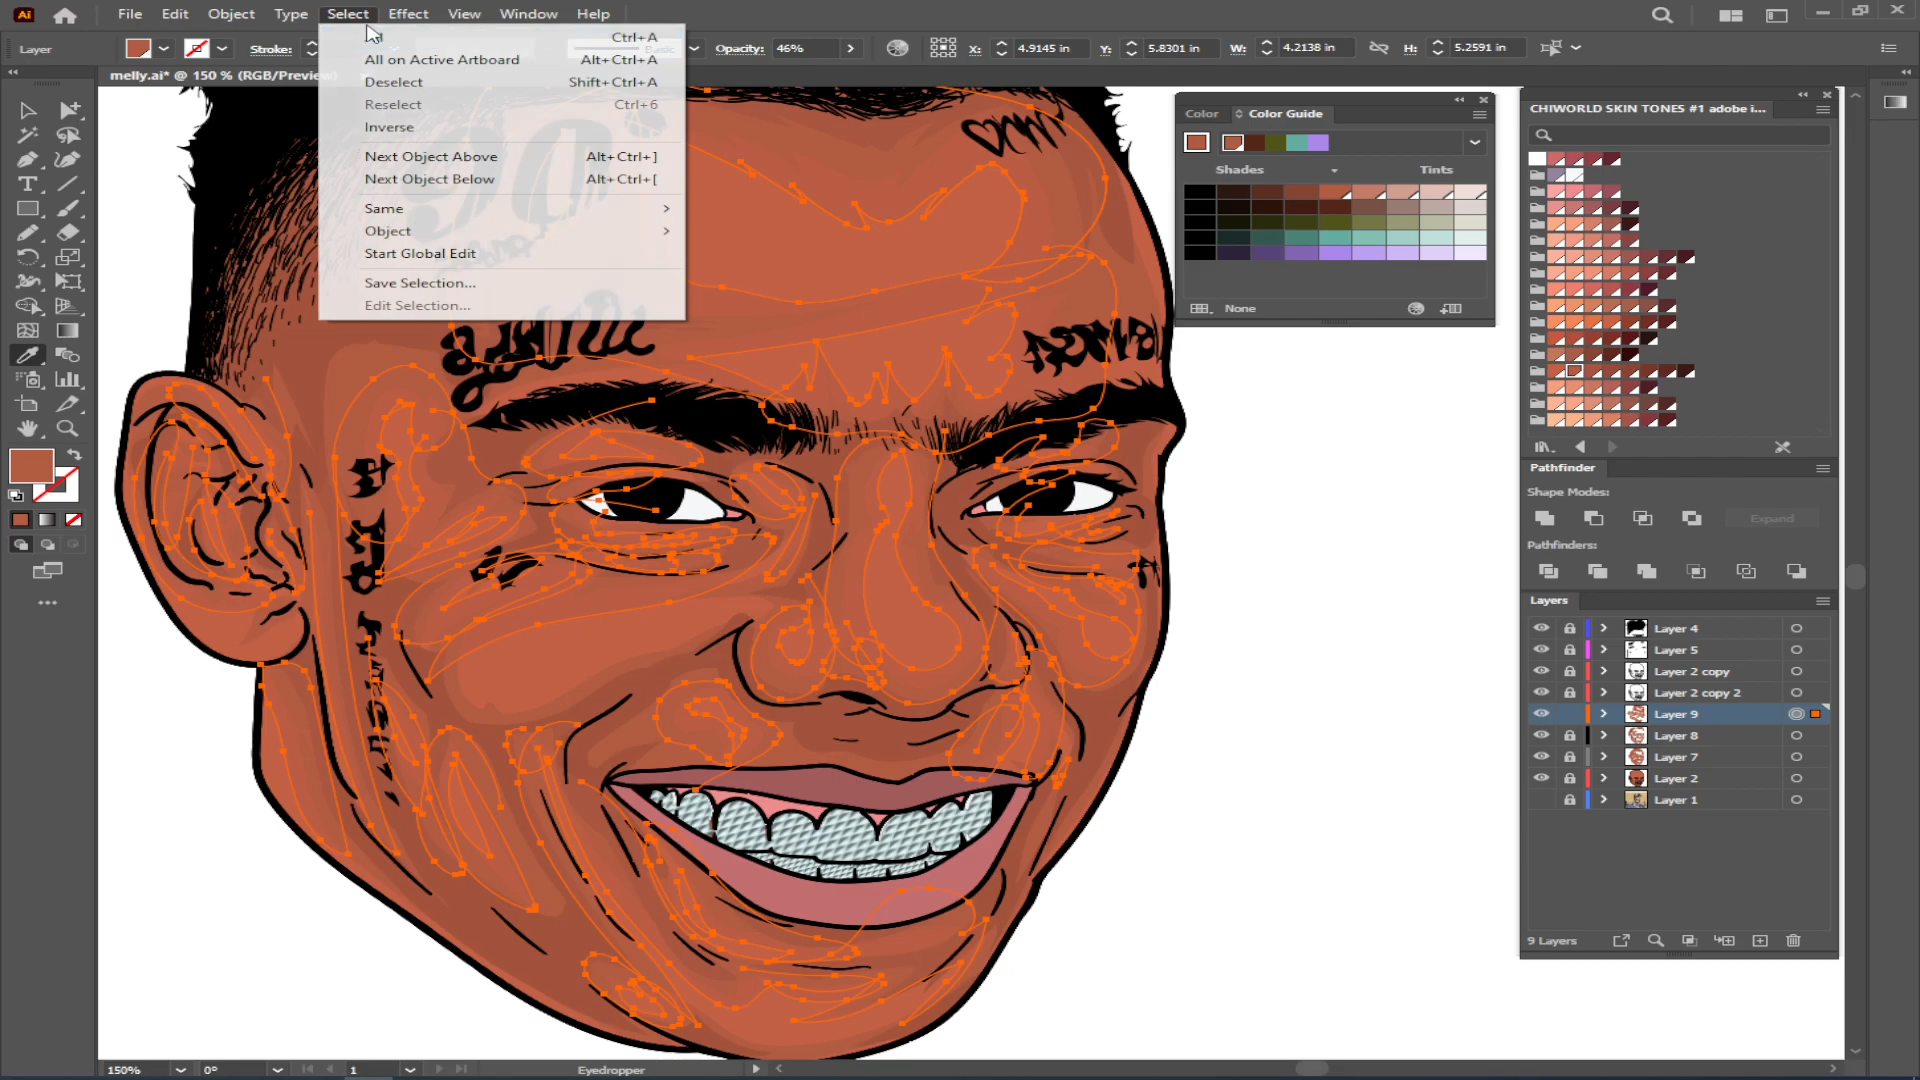 Ai
File Edit Object Type Select Effect View Window Help
Layer
Stroke:
Basic
Opacity: 46%
X: 4.9145 in
Y: 5.8301 in
W: 4.2138 in
H: 5.2591 in
melly.ai* @ 150 % (RGB/Preview)
Ctrl+A
All on Active Artboard Alt+Ctrl+A
Deselect Shift+Ctrl+A
Reselect Ctrl+6
Inverse
Next Object Above Alt+Ctrl+]
Next Object Below Alt+Ctrl+[
Same
Object
Start Global Edit
Save Selection...
Edit Selection...
Color Color Guide
Shades Tints
None
CHIWORLD SKIN TONES #1 adobe i...
Pathfinder
Shape Modes:
Expand
Pathfinders:
Layers
Layer 4
Layer 5
Layer 2 copy
Layer 2 copy 2
Layer 9
Layer 8
Layer 7
Layer 2
Layer 1
9 Layers
150% 0° 1 Eyedropper